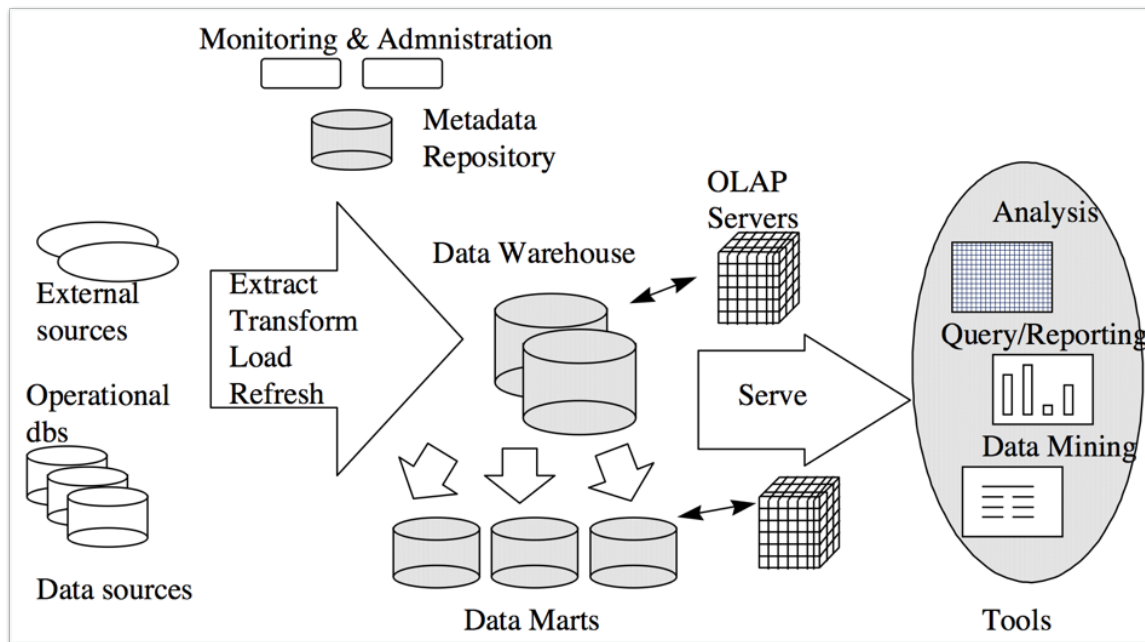 Monitoring & Admnistration
Metadata
Repository
OLAP
Servers
Analysis
Data Warehouse
External
sources
Extract
Transform
Load
Refresh
Query/Reporting
Operational
dbs
Serve
Data Mining
Data sources
Data Marts
Tools